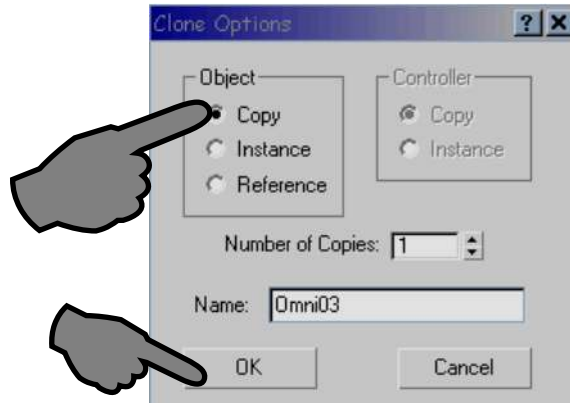 Clone Options
Object
Copy
Instance
Reference
Controller
Copy
Instance
Number of Copies: 1
Name: Omni03
OK
Cancel